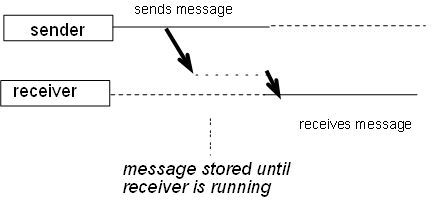 sends message
sender
receiver
receives message
message stored until
receiver is running